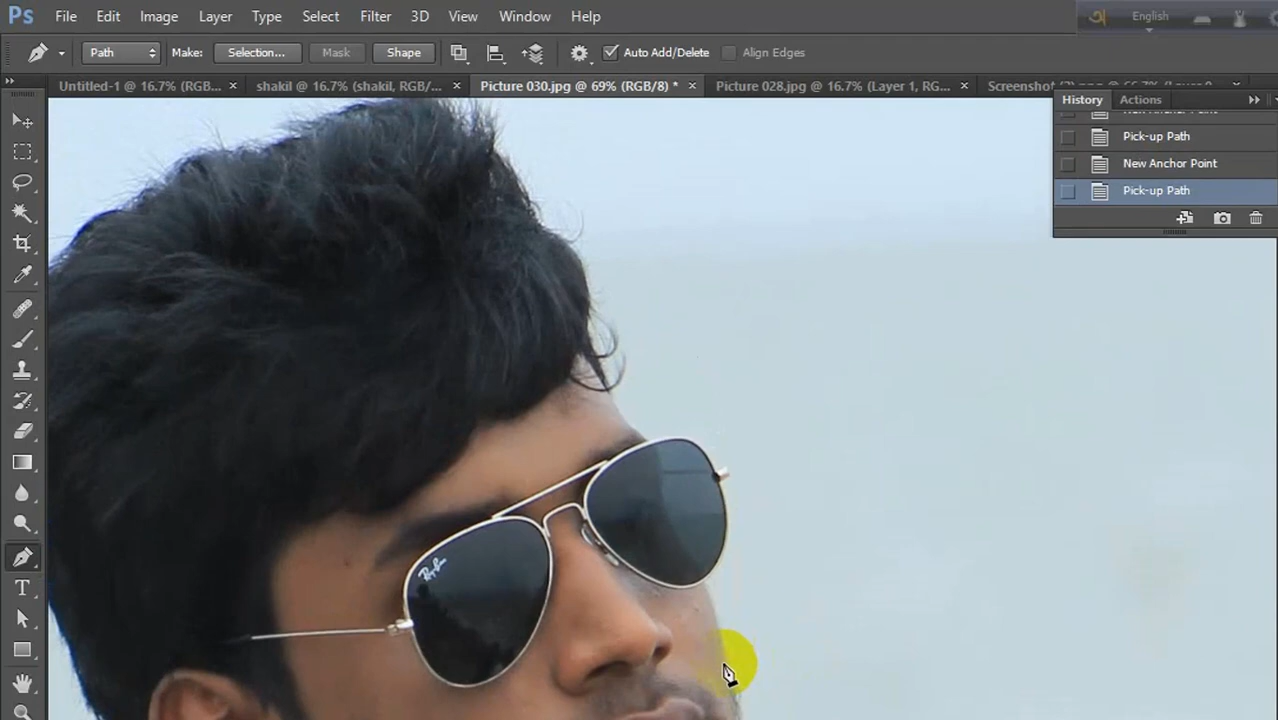 Ps File Edit Image Layer Type Select Filter 3D View Window Help
English
Path Make: Selection... Mask Shape Auto Add/Delete Align Edges
Untitled-1 @ 16.7% (RGB... × shakil @ 16.7% (shakil, RGB/... × Picture 030.jpg @ 69% (RGB/8) * × Picture 028.jpg @ 16.7% (Layer 1, RG... ×
History Actions
New Anchor Point
Pick-up Path
New Anchor Point
Pick-up Path
Ray-Ban
T